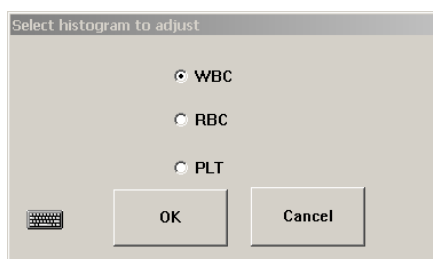 Select histogram to adjust
WBC
RBC
PLT
OK Cancel